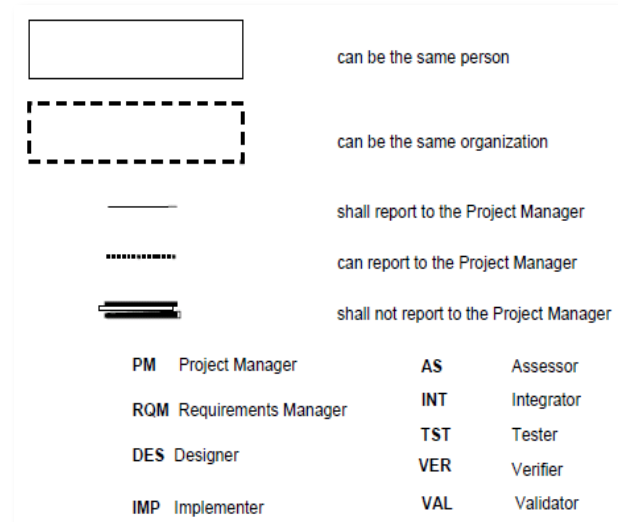 can be the same person
can be the same organization
shall report to the Project Manager
can report to the Project Manager
shall not report to the Project Manager
PM Project Manager
AS Assessor
RQM Requirements Manager
INT Integrator
TST Tester
DES Designer
VER Verifier
IMP Implementer
VAL Validator